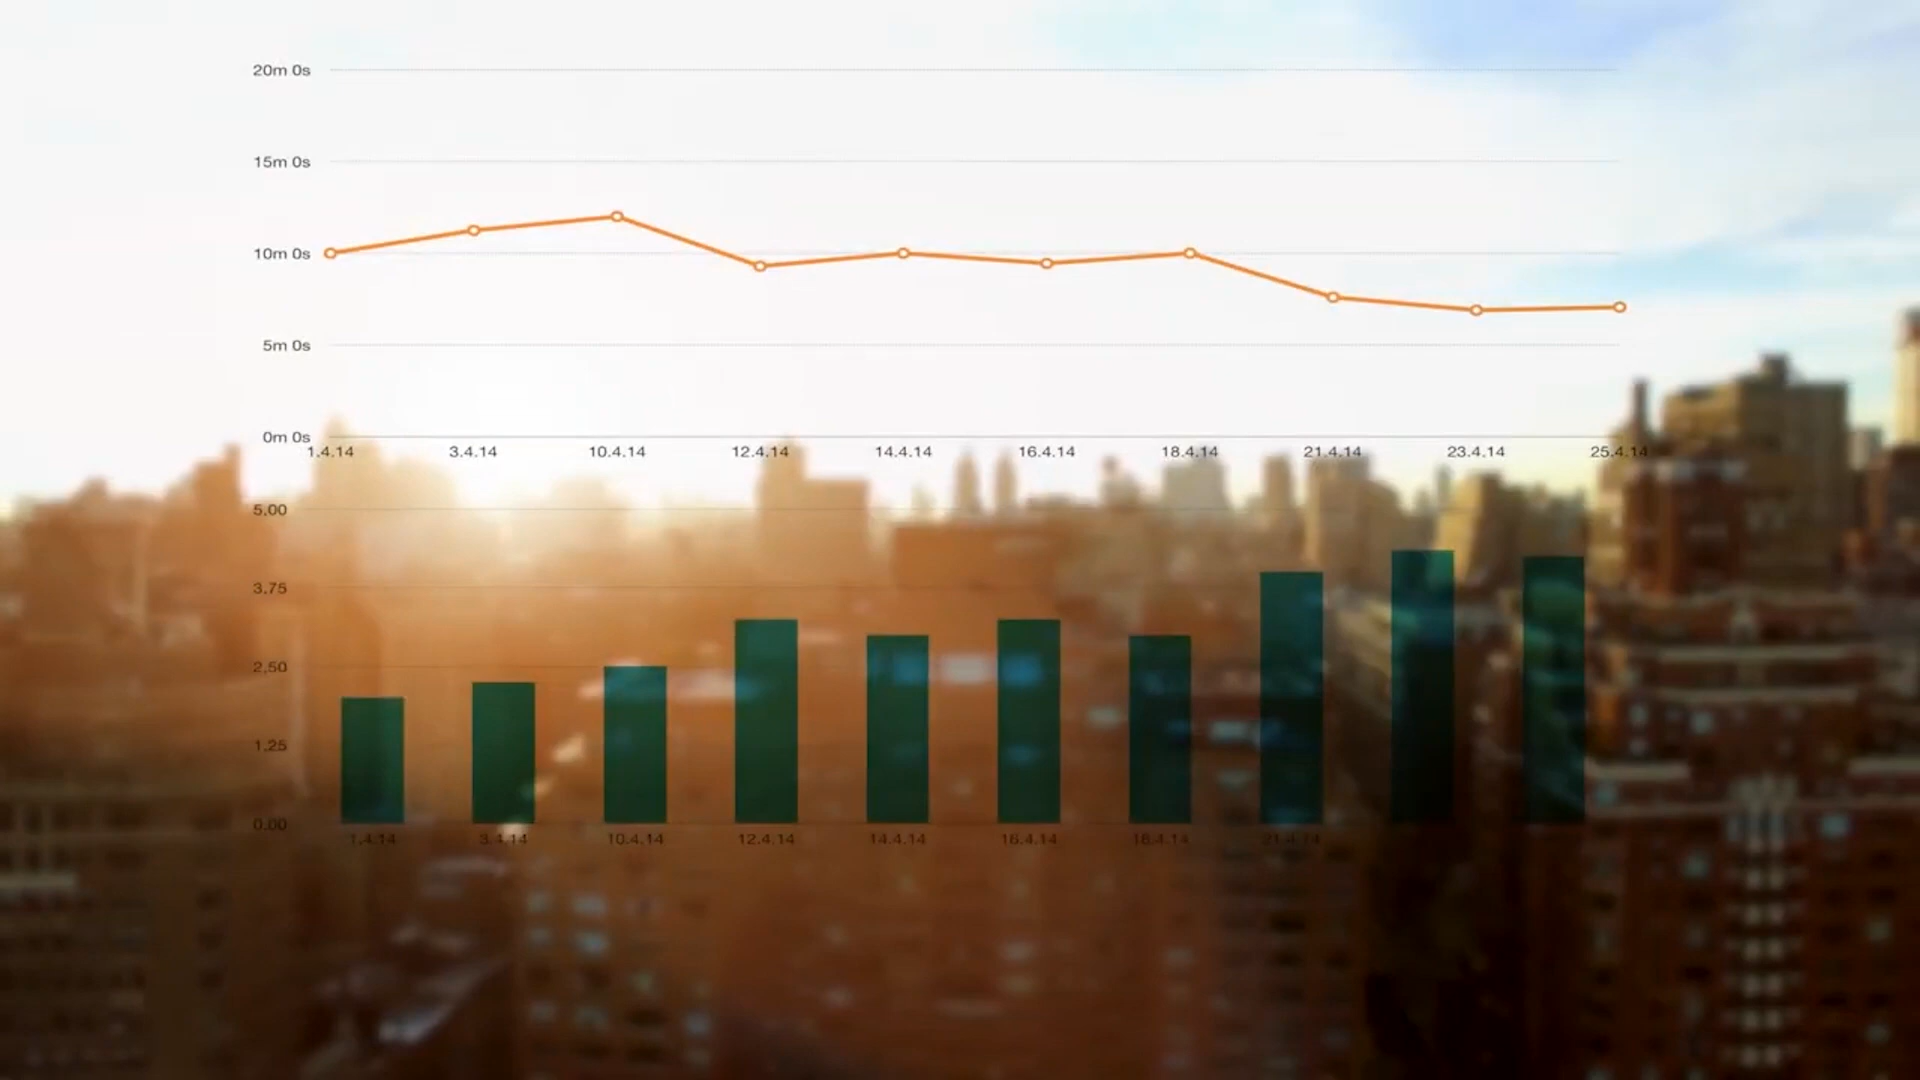 20m 0s
15m 0s
10m 0s
5m 0s
0m 0s
1.4.14 3.4.14 10.4.14 12.4.14 14.4.14 16.4.14 18.4.14 21.4.14 23.4.14 25.4.14
5,00
3,75
2,50
1,25
0,00
1.4.14 3.4.14 10.4.14 12.4.14 14.4.14 16.4.14 18.4.14 21.4.14